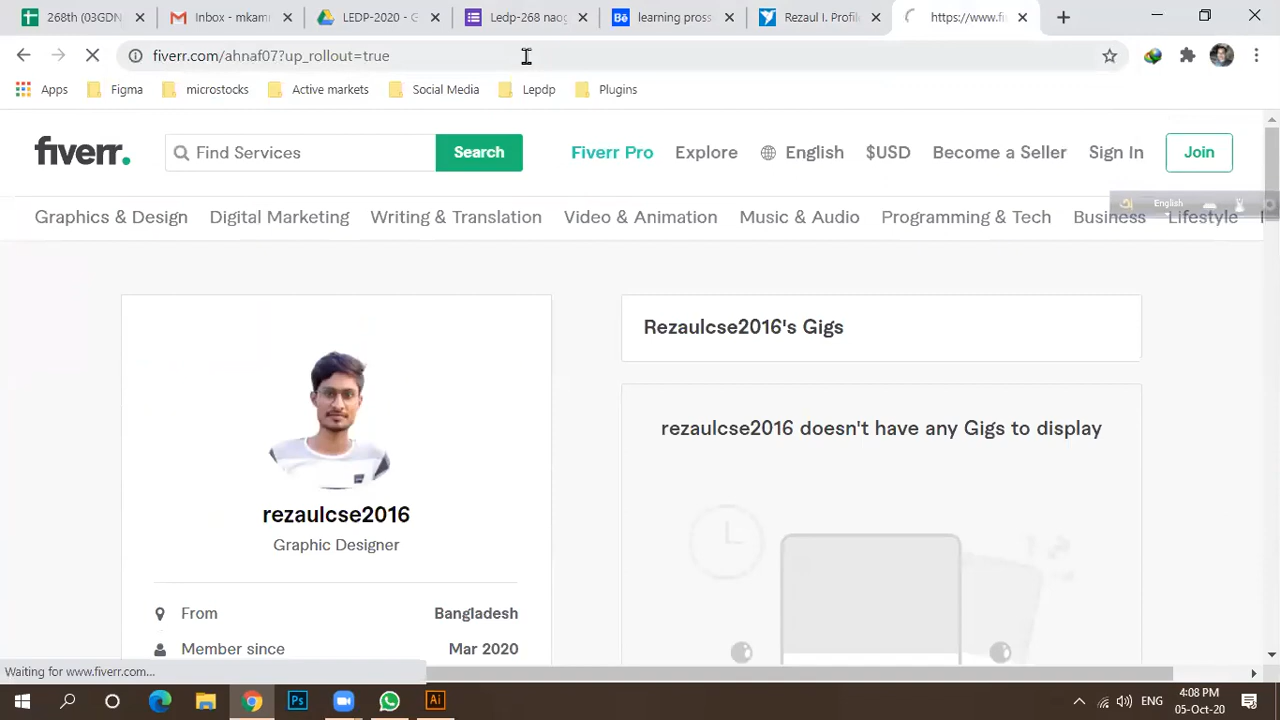 268th (03GDN
Inbox - mkam
LEDP-2020 - G
Ledp-268 naog
learning pross
Rezaul I. Profil
https://www.fi
fiverr.com/ahnaf07?up_rollout=true
Apps
Figma
microstocks
Active markets
Social Media
Lepdp
Plugins
fiverr.
Find Services
Search
Fiverr Pro
Explore
English
$USD
Become a Seller
Sign In
Join
English
Graphics & Design
Digital Marketing
Writing & Translation
Video & Animation
Music & Audio
Programming & Tech
Business
Lifestyle
Rezaulcse2016's Gigs
rezaulcse2016 doesn't have any Gigs to display
rezaulcse2016
Graphic Designer
From Bangladesh
Member since Mar 2020
Waiting for www.fiverr.com...
ENG
4:08 PM
05-Oct-20